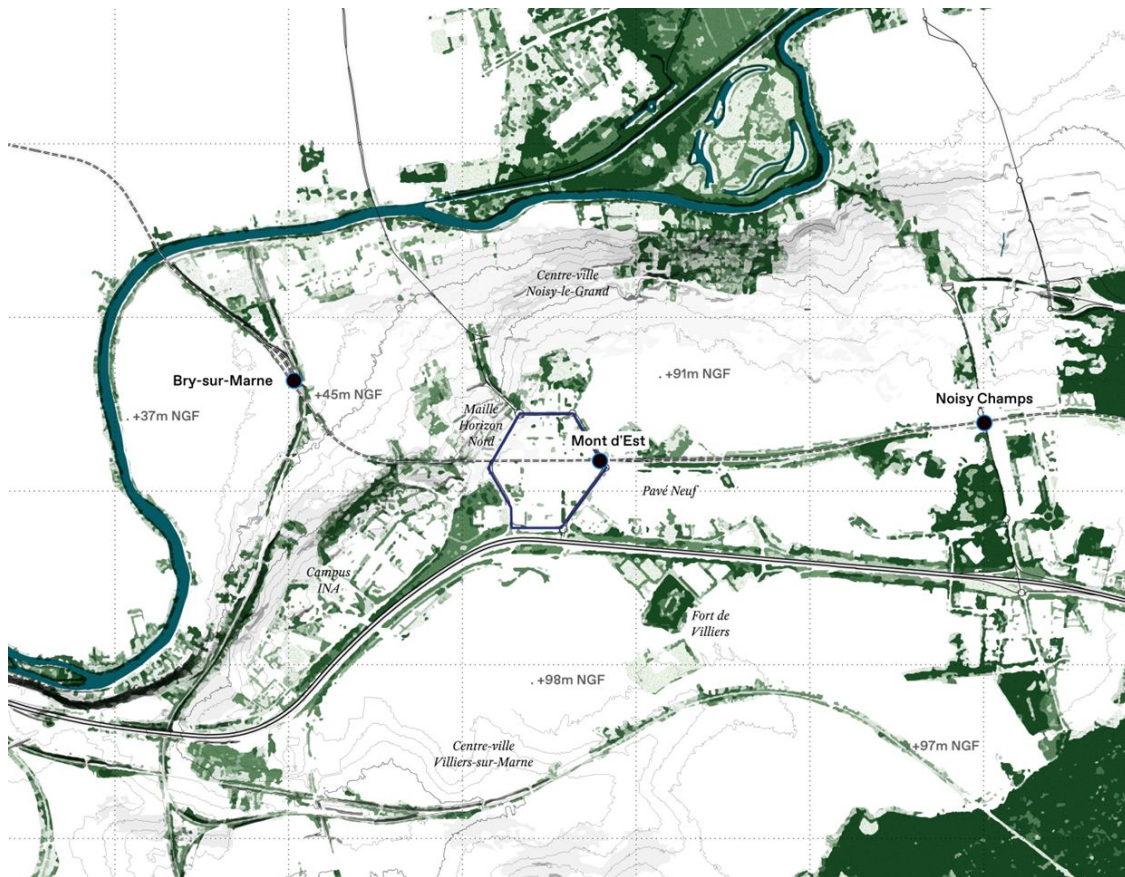 Centre-ville
Noisy-le-Grand
Bry-sur-Marne
. +91m NGF
+45m NGF
. +37m NGF
Noisy Champs
Maille
Horizon
Nord
Mont d'Est
Pavé Neuf
Campus
INA
Fort de
Villiers
. +98m NGF
Centre-ville
Villiers-sur-Marne
+97m NGF